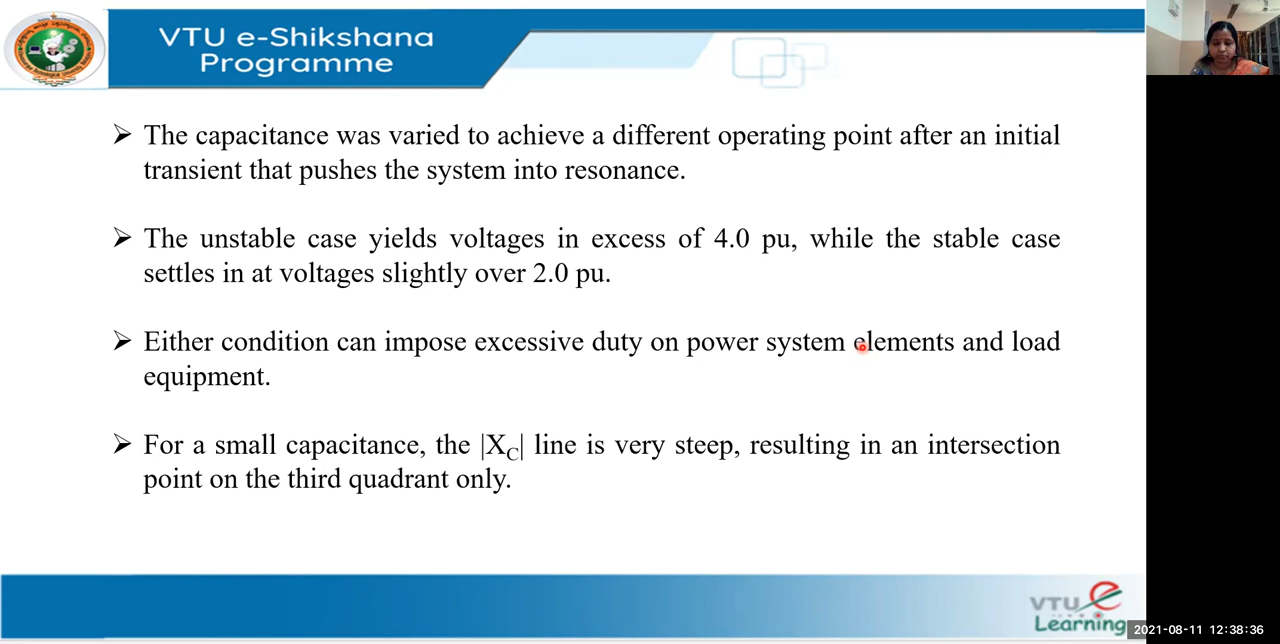 VTU e-Shikshana
Programme
➢ The capacitance was varied to achieve a different operating point after an initial
transient that pushes the system into resonance.
➢ The unstable case yields voltages in excess of 4.0 pu, while the stable case
settles in at voltages slightly over 2.0 pu.
➢ Either condition can impose excessive duty on power system elements and load
equipment.
➢ For a small capacitance, the |X_C| line is very steep, resulting in an intersection
point on the third quadrant only.
VTU e
Learning
2021-08-11 12:38:36